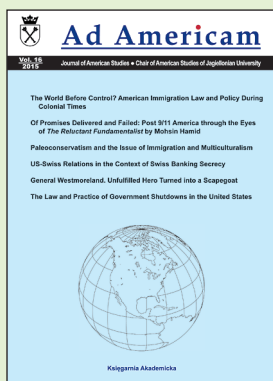 Ad Americam
Vol. 16
2015
Journal of American Studies ● Chair of American Studies of Jagiellonian University
The World Before Control? American Immigration Law and Policy During
Colonial Times
Of Promises Delivered and Failed: Post 9/11 America through the Eyes
of The Reluctant Fundamentalist by Mohsin Hamid
Paleoconservatism and the Issue of Immigration and Multiculturalism
US-Swiss Relations in the Context of Swiss Banking Secrecy
General Westmoreland. Unfulfilled Hero Turned into a Scapegoat
The Law and Practice of Government Shutdowns in the United States
Księgarnia Akademicka